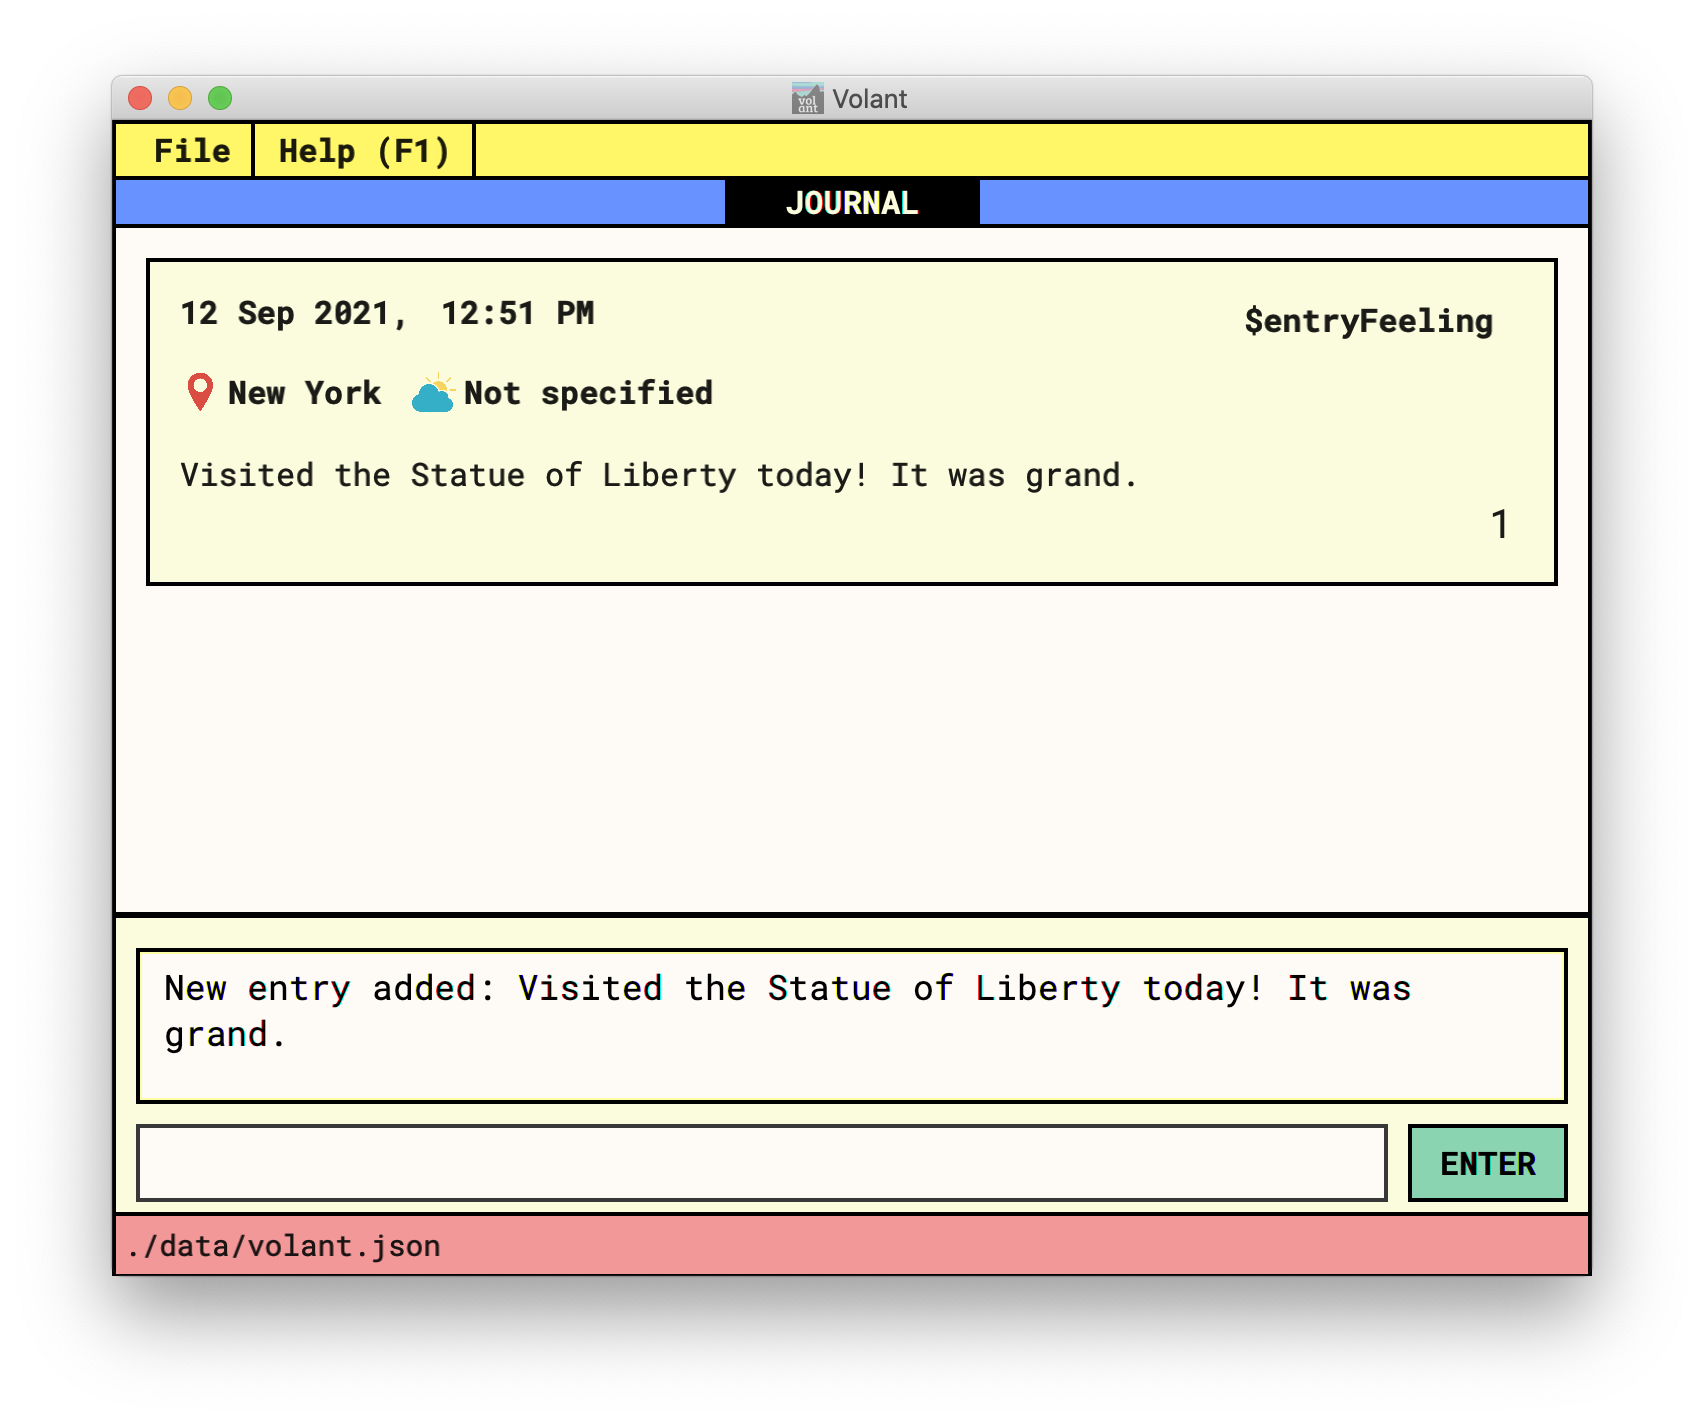 vol
ant
Volant
File
Help (F1)
JOURNAL
12 Sep 2021, 12:51 PM
$entryFeeling
New York
Not specified
Visited the Statue of Liberty today! It was grand.
1
New entry added: Visited the Statue of Liberty today! It was
grand.
ENTER
./data/volant.json